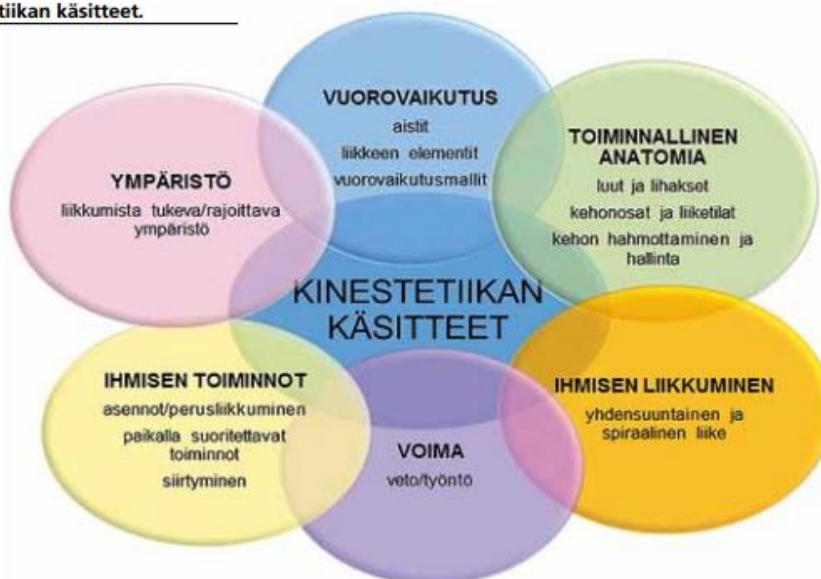 tiikan käsitteet.
VUOROVAIKUTUS
aistit
liikkeen elementit
vuorovaikutusmallit
TOIMINNALLINEN
ANATOMIA
luut ja lihakset
kehonosat ja liiketilat
kehon hahmottaminen ja
hallinta
YMPÄRISTÖ
liikkumista tukeva/rajoittava
ympäristö
KINESTETIIKAN
KÄSITTEET
IHMISEN TOIMINNOT
asennot/perusliikkuminen
paikalla suoritettavat
toiminnot
siirtyminen
VOIMA
veto/työntö
IHMISEN LIIKKUMINEN
yhdensuuntainen ja
spiraalinen liike